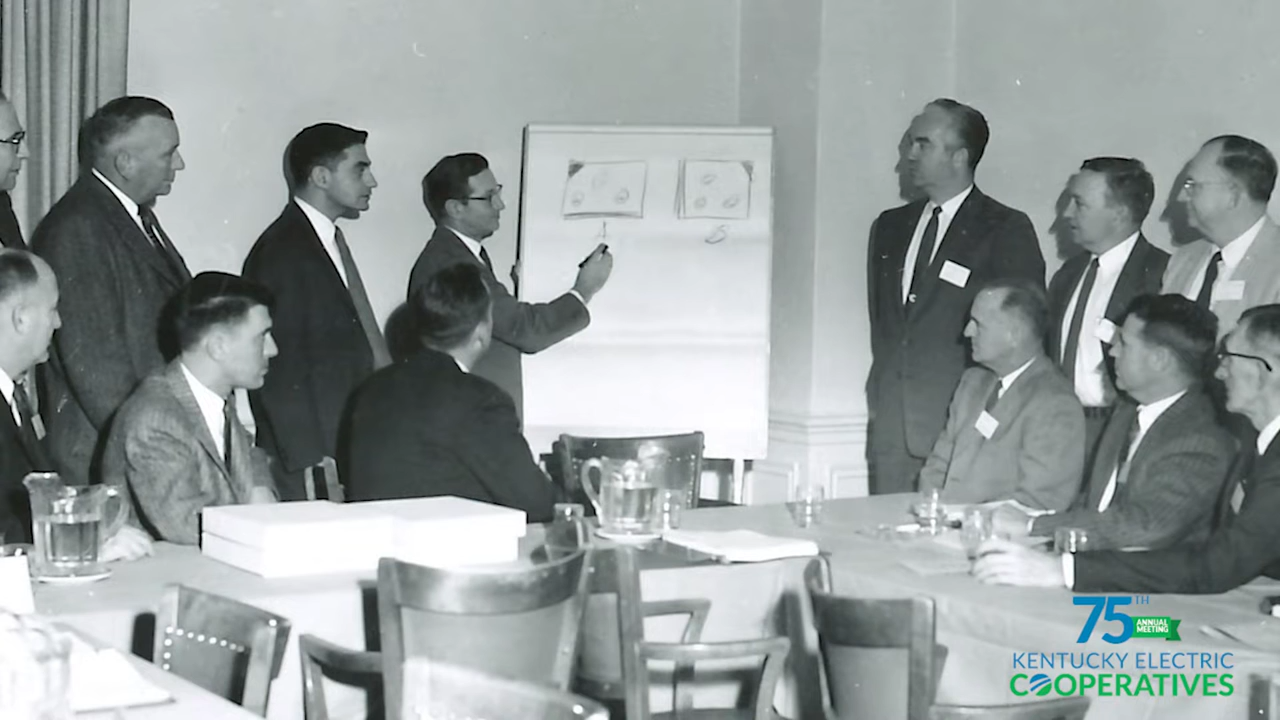 75TH
ANNUAL
MEETING
KENTUCKY ELECTRIC
COOPERATIVES